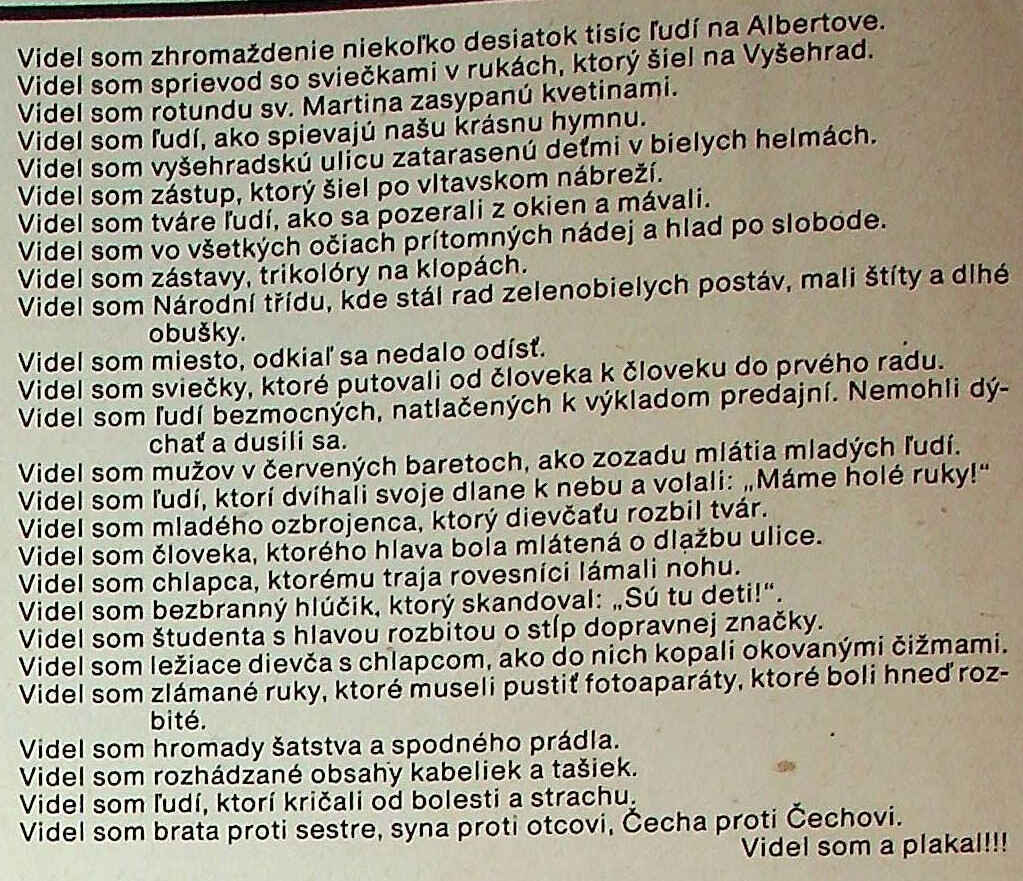 Videl som zhromaždenie niekoľko desiatok tisíc ľudí na Albertove.
Videl som sprievod so sviečkami v rukách, ktorý šiel na Vyšehrad.
Videl som rotundu sv. Martina zasypanú kvetinami.
Videl som ľudí, ako spievajú našu krásnu hymnu.
Videl som vyšehradskú ulicu zatarasenú deťmi v bielych helmách.
Videl som zástup, ktorý šiel po vltavskom nábreží.
Videl som tváre ľudí, ako sa pozerali z okien a mávali.
Videl som vo všetkých očiach prítomných nádej a hlad po slobode.
Videl som zástavy, trikolóry na klopách.
Videl som Národní třídu, kde stál rad zelenobielych postáv, mali štíty a dlhé
obušky.
Videl som miesto, odkiaľ sa nedalo odísť.
Videl som sviečky, ktoré putovali od človeka k človeku do prvého radu.
Videl som ľudí bezmocných, natlačených k výkladom predajní. Nemohli dý-
chať a dusili sa.
Videl som mužov v červených baretoch, ako zozadu mlátia mladých ľudí.
Videl som ľudí, ktorí dvíhali svoje dlane k nebu a volali: „Máme holé ruky!“
Videl som mladého ozbrojenca, ktorý dievčaťu rozbil tvár.
Videl som človeka, ktorého hlava bola mlátená o dlažbu ulice.
Videl som chlapca, ktorému traja rovesníci lámali nohu.
Videl som bezbranný hlúčik, ktorý skandoval: „Sú tu deti!“.
Videl som študenta s hlavou rozbitou o stĺp dopravnej značky.
Videl som ležiace dievča s chlapcom, ako do nich kopali okovanými čižmami.
Videl som zlámané ruky, ktoré museli pustiť fotoaparáty, ktoré boli hneď roz-
bité.
Videl som hromady šatstva a spodného prádla.
Videl som rozhádzané obsahy kabeliek a tašiek.
Videl som ľudí, ktorí kričali od bolesti a strachu.
Videl som brata proti sestre, syna proti otcovi, Čecha proti Čechovi.
Videl som a plakal!!!